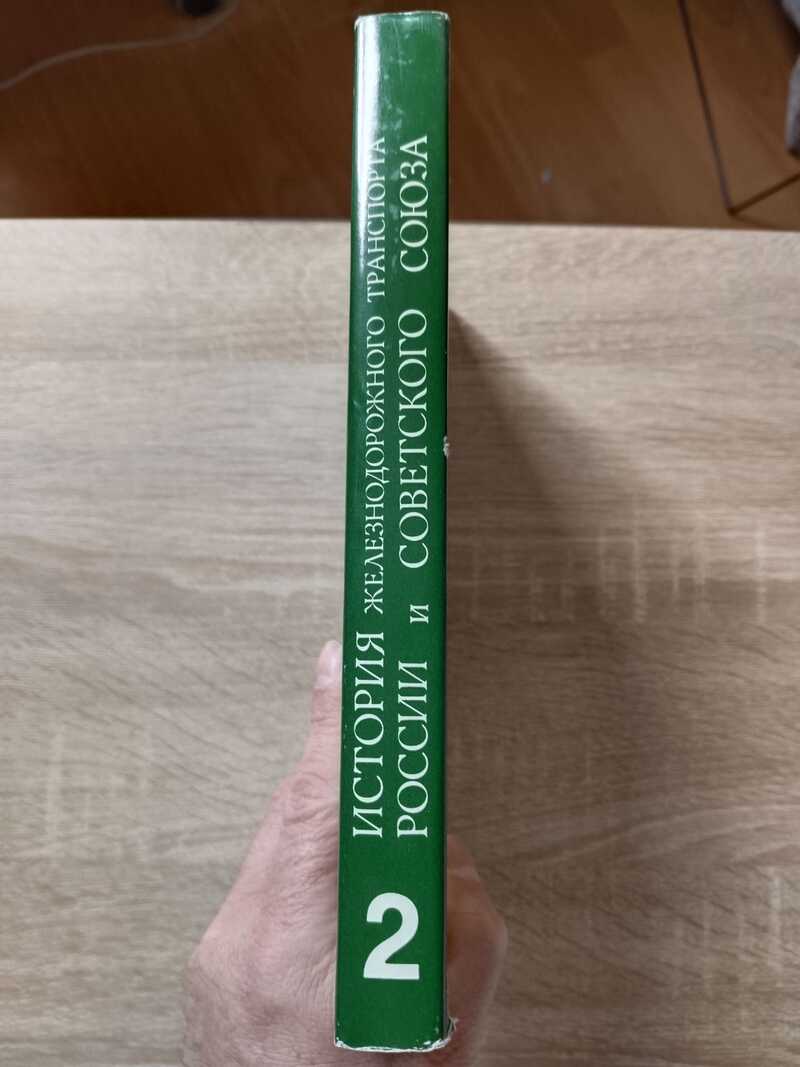 ИСТОРИЯ ЖЕЛЕЗНОДОРОЖНОГО ТРАНСПОРТА
РОССИИ и СОВЕТСКОГО СОЮЗА
2